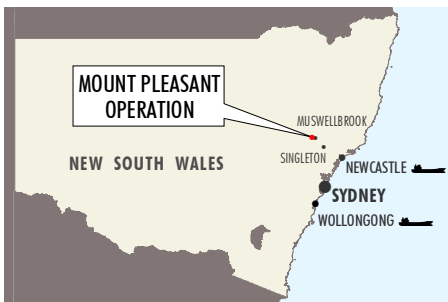 MOUNT PLEASANT
OPERATION
MUSWELLBROOK
SINGLETON
NEW SOUTH WALES
NEWCASTLE
SYDNEY
WOLLONGONG